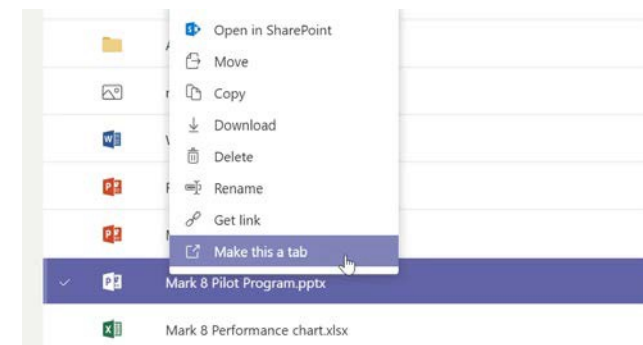 Open in SharePoint
Move
Copy
Download
Delete
Rename
Get link
Make this a tab
Mark 8 Pilot Program.pptx
Mark 8 Performance chart.xlsx